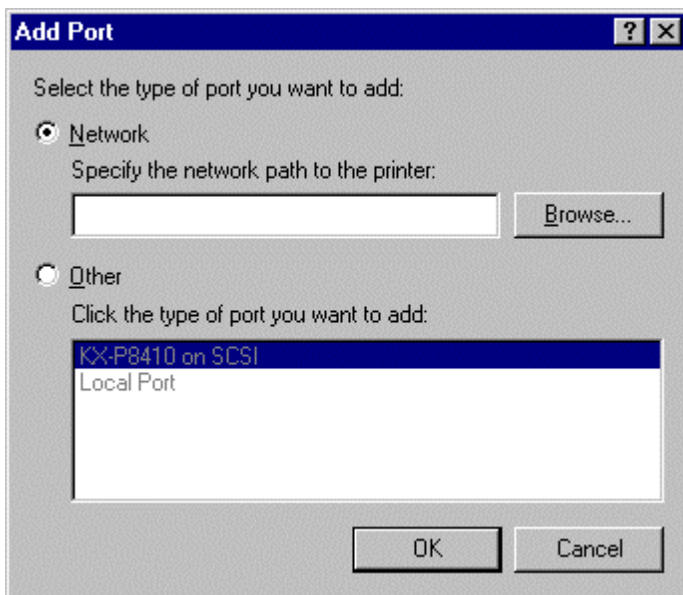 Add Port
Select the type of port you want to add:
Network
Specify the network path to the printer:
Browse...
Other
Click the type of port you want to add:
KX-P8410 on SCSI
Local Port
OK
Cancel